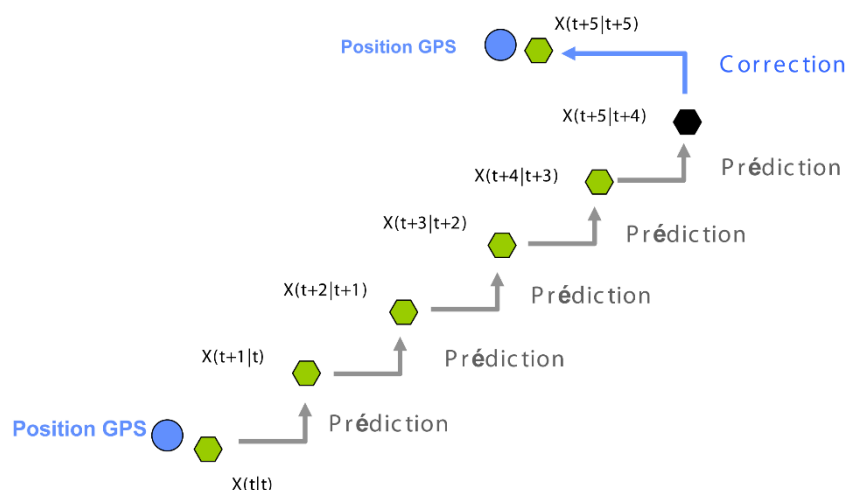 X(t+5|t+5)
Position GPS
Correction
X(t+5|t+4)
Prédiction
X(t+4|t+3)
X(t+3|t+2)
Prédiction
X(t+2|t+1)
Prédiction
X(t+1|t)
Prédiction
Prédiction
Position GPS
X(t|t)